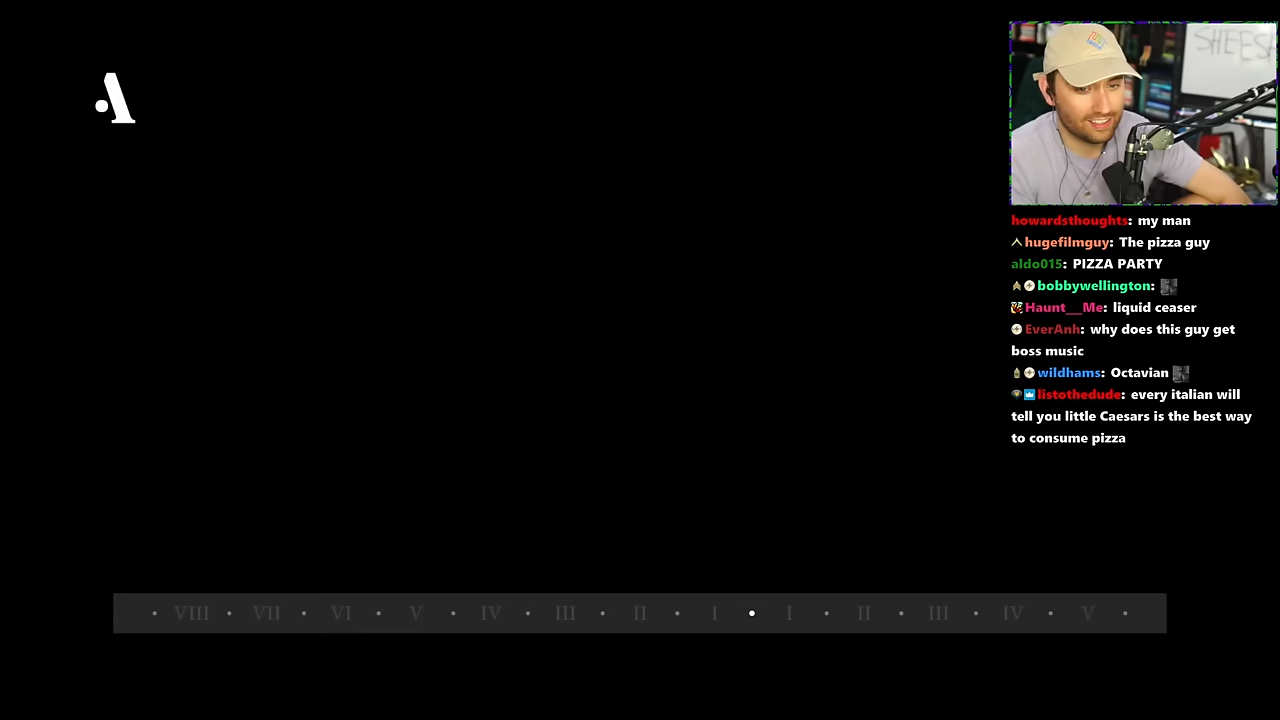 A
SHEESH
howardsthoughts: my man
hugefilmguy: The pizza guy
aldo015: PIZZA PARTY
bobbywellington:
Haunt__Me: liquid ceaser
EverAnh: why does this guy get
boss music
wildhams: Octavian
listothedude: every italian will
tell you little Caesars is the best way
to consume pizza
• VIII • VII • VI • V • IV • III • II • I • I • II • III • IV • V •